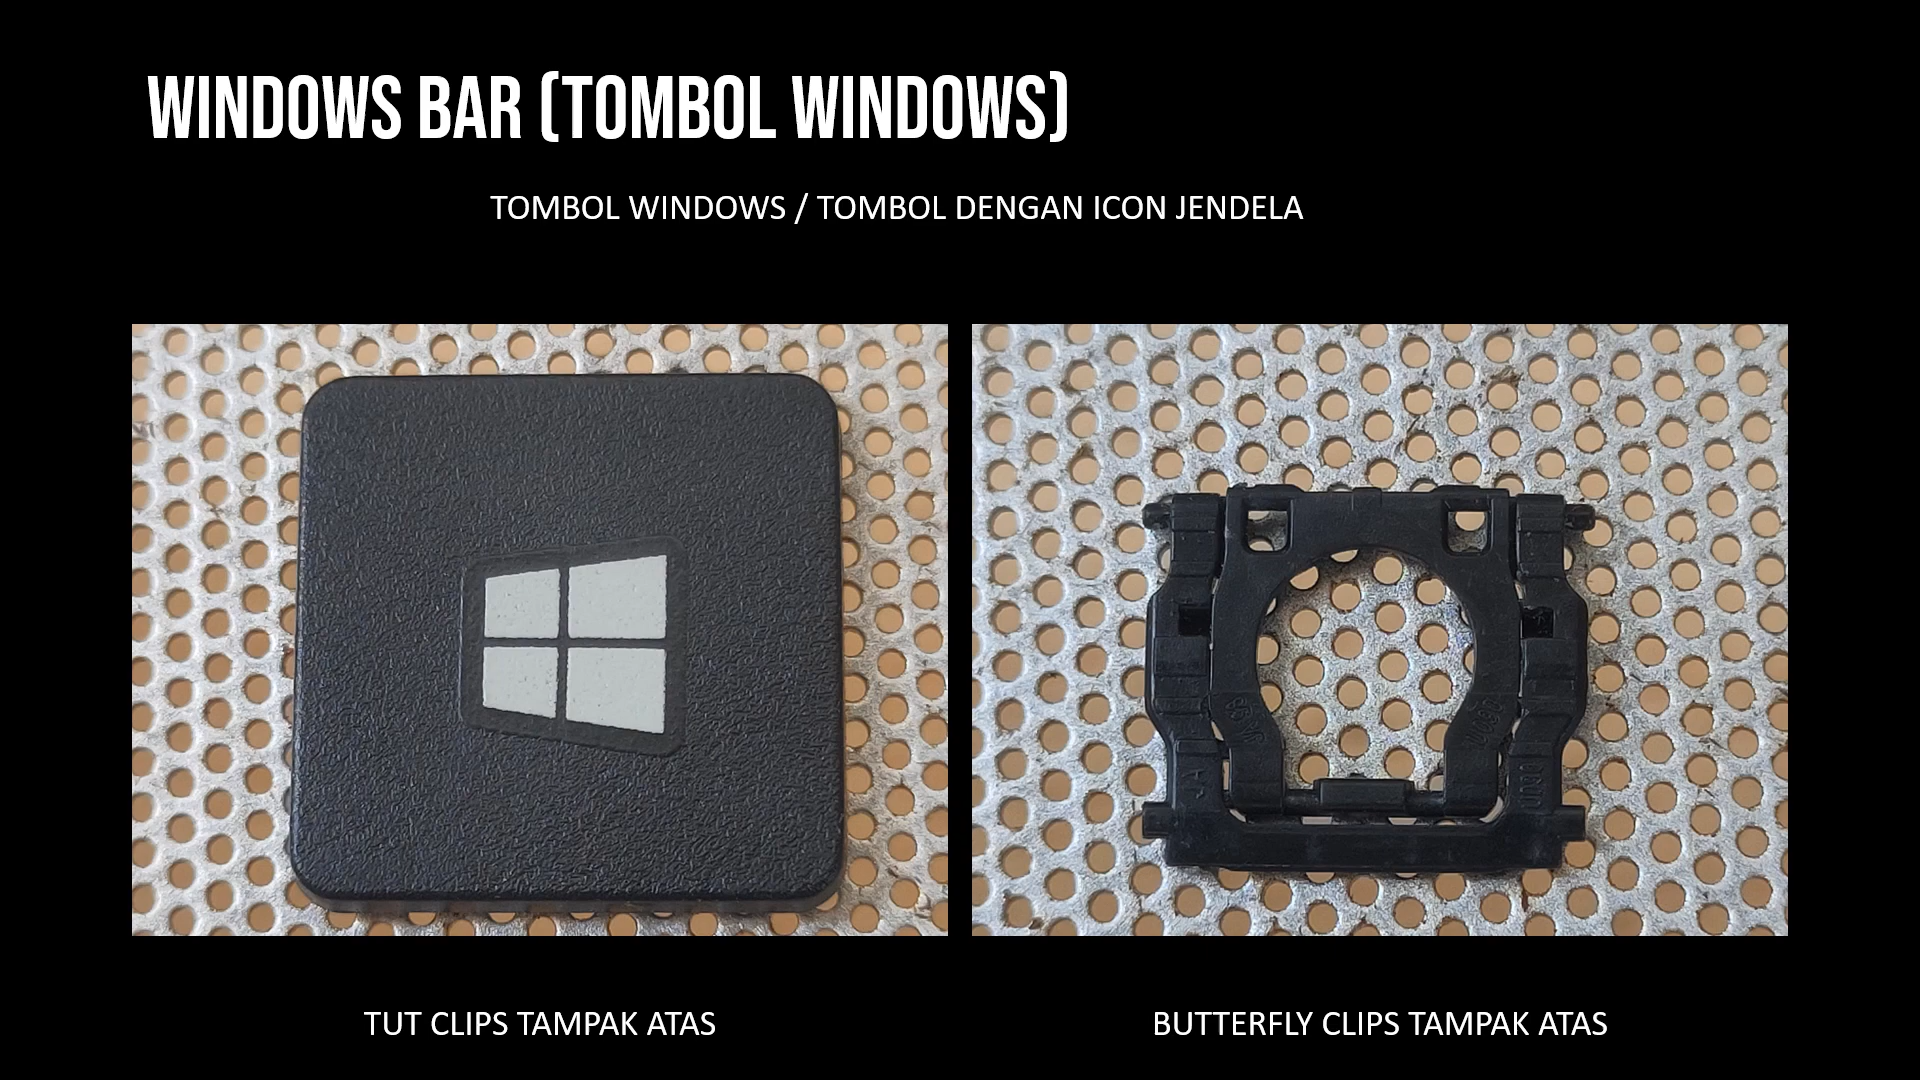 WINDOWS BAR (TOMBOL WINDOWS)
TOMBOL WINDOWS / TOMBOL DENGAN ICON JENDELA
TUT CLIPS TAMPAK ATAS
BUTTERFLY CLIPS TAMPAK ATAS